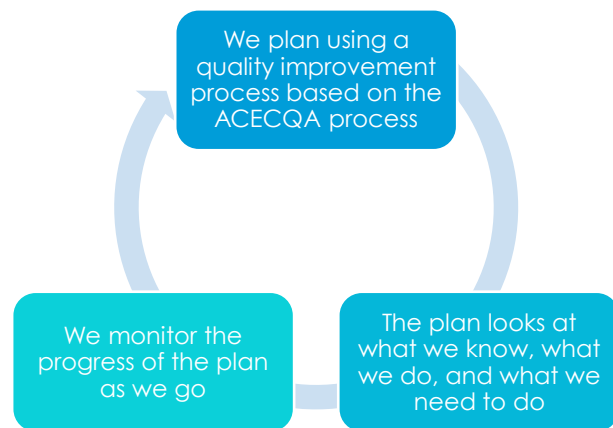 We plan using a
quality improvement
process based on the
ACECQA process
The plan looks at
what we know, what
we do, and what we
need to do
We monitor the
progress of the plan
as we go